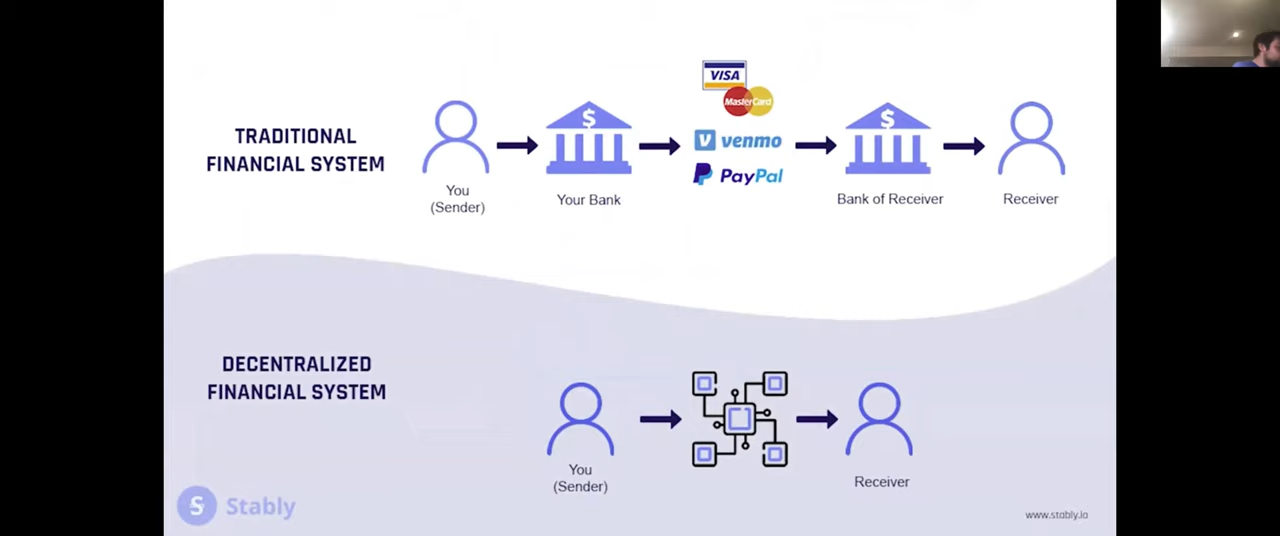 TRADITIONAL
FINANCIAL SYSTEM
You
(Sender)
$
Your Bank
VISA
MasterCard
venmo
PayPal
$
Bank of Receiver
Receiver
DECENTRALIZED
FINANCIAL SYSTEM
You
(Sender)
Receiver
S Stably
www.stably.io